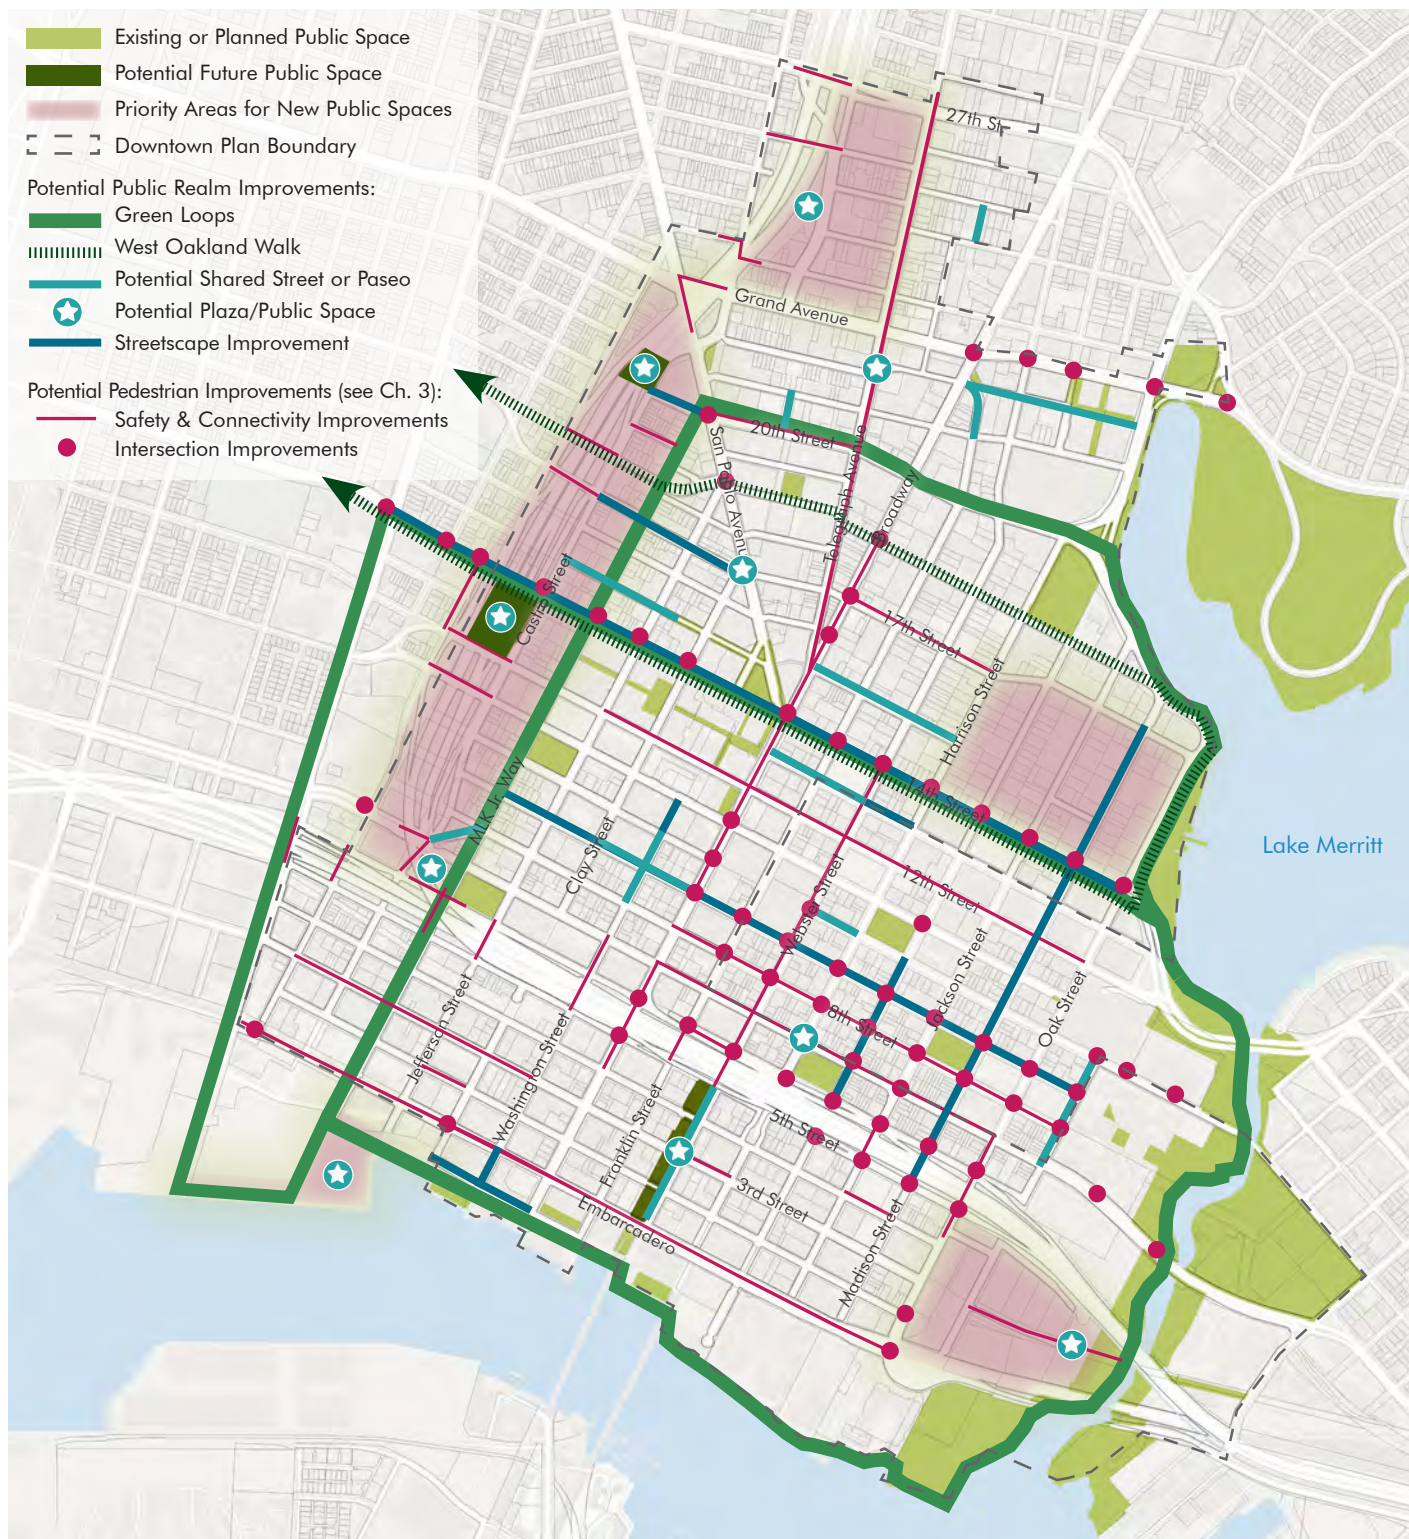 Existing or Planned Public Space
Potential Future Public Space
Priority Areas for New Public Spaces
Downtown Plan Boundary
Potential Public Realm Improvements:
Green Loops
West Oakland Walk
Potential Shared Street or Paseo
Potential Plaza/Public Space
Streetscape Improvement
Potential Pedestrian Improvements (see Ch. 3):
Safety & Connectivity Improvements
Intersection Improvements
27th St.
Grand Avenue
20th Street
San Pablo Avenue
Telegraph Avenue
Broadway
Castro Street
17th Street
Harrison Street
14th Street
M.L.K Jr. Way
Clay Street
Lake Merritt
12th Street
Webster Street
Jackson Street
Oak Street
8th Street
Jefferson Street
Washington Street
Franklin Street
5th Street
3rd Street
Embarcadero
Madison Street